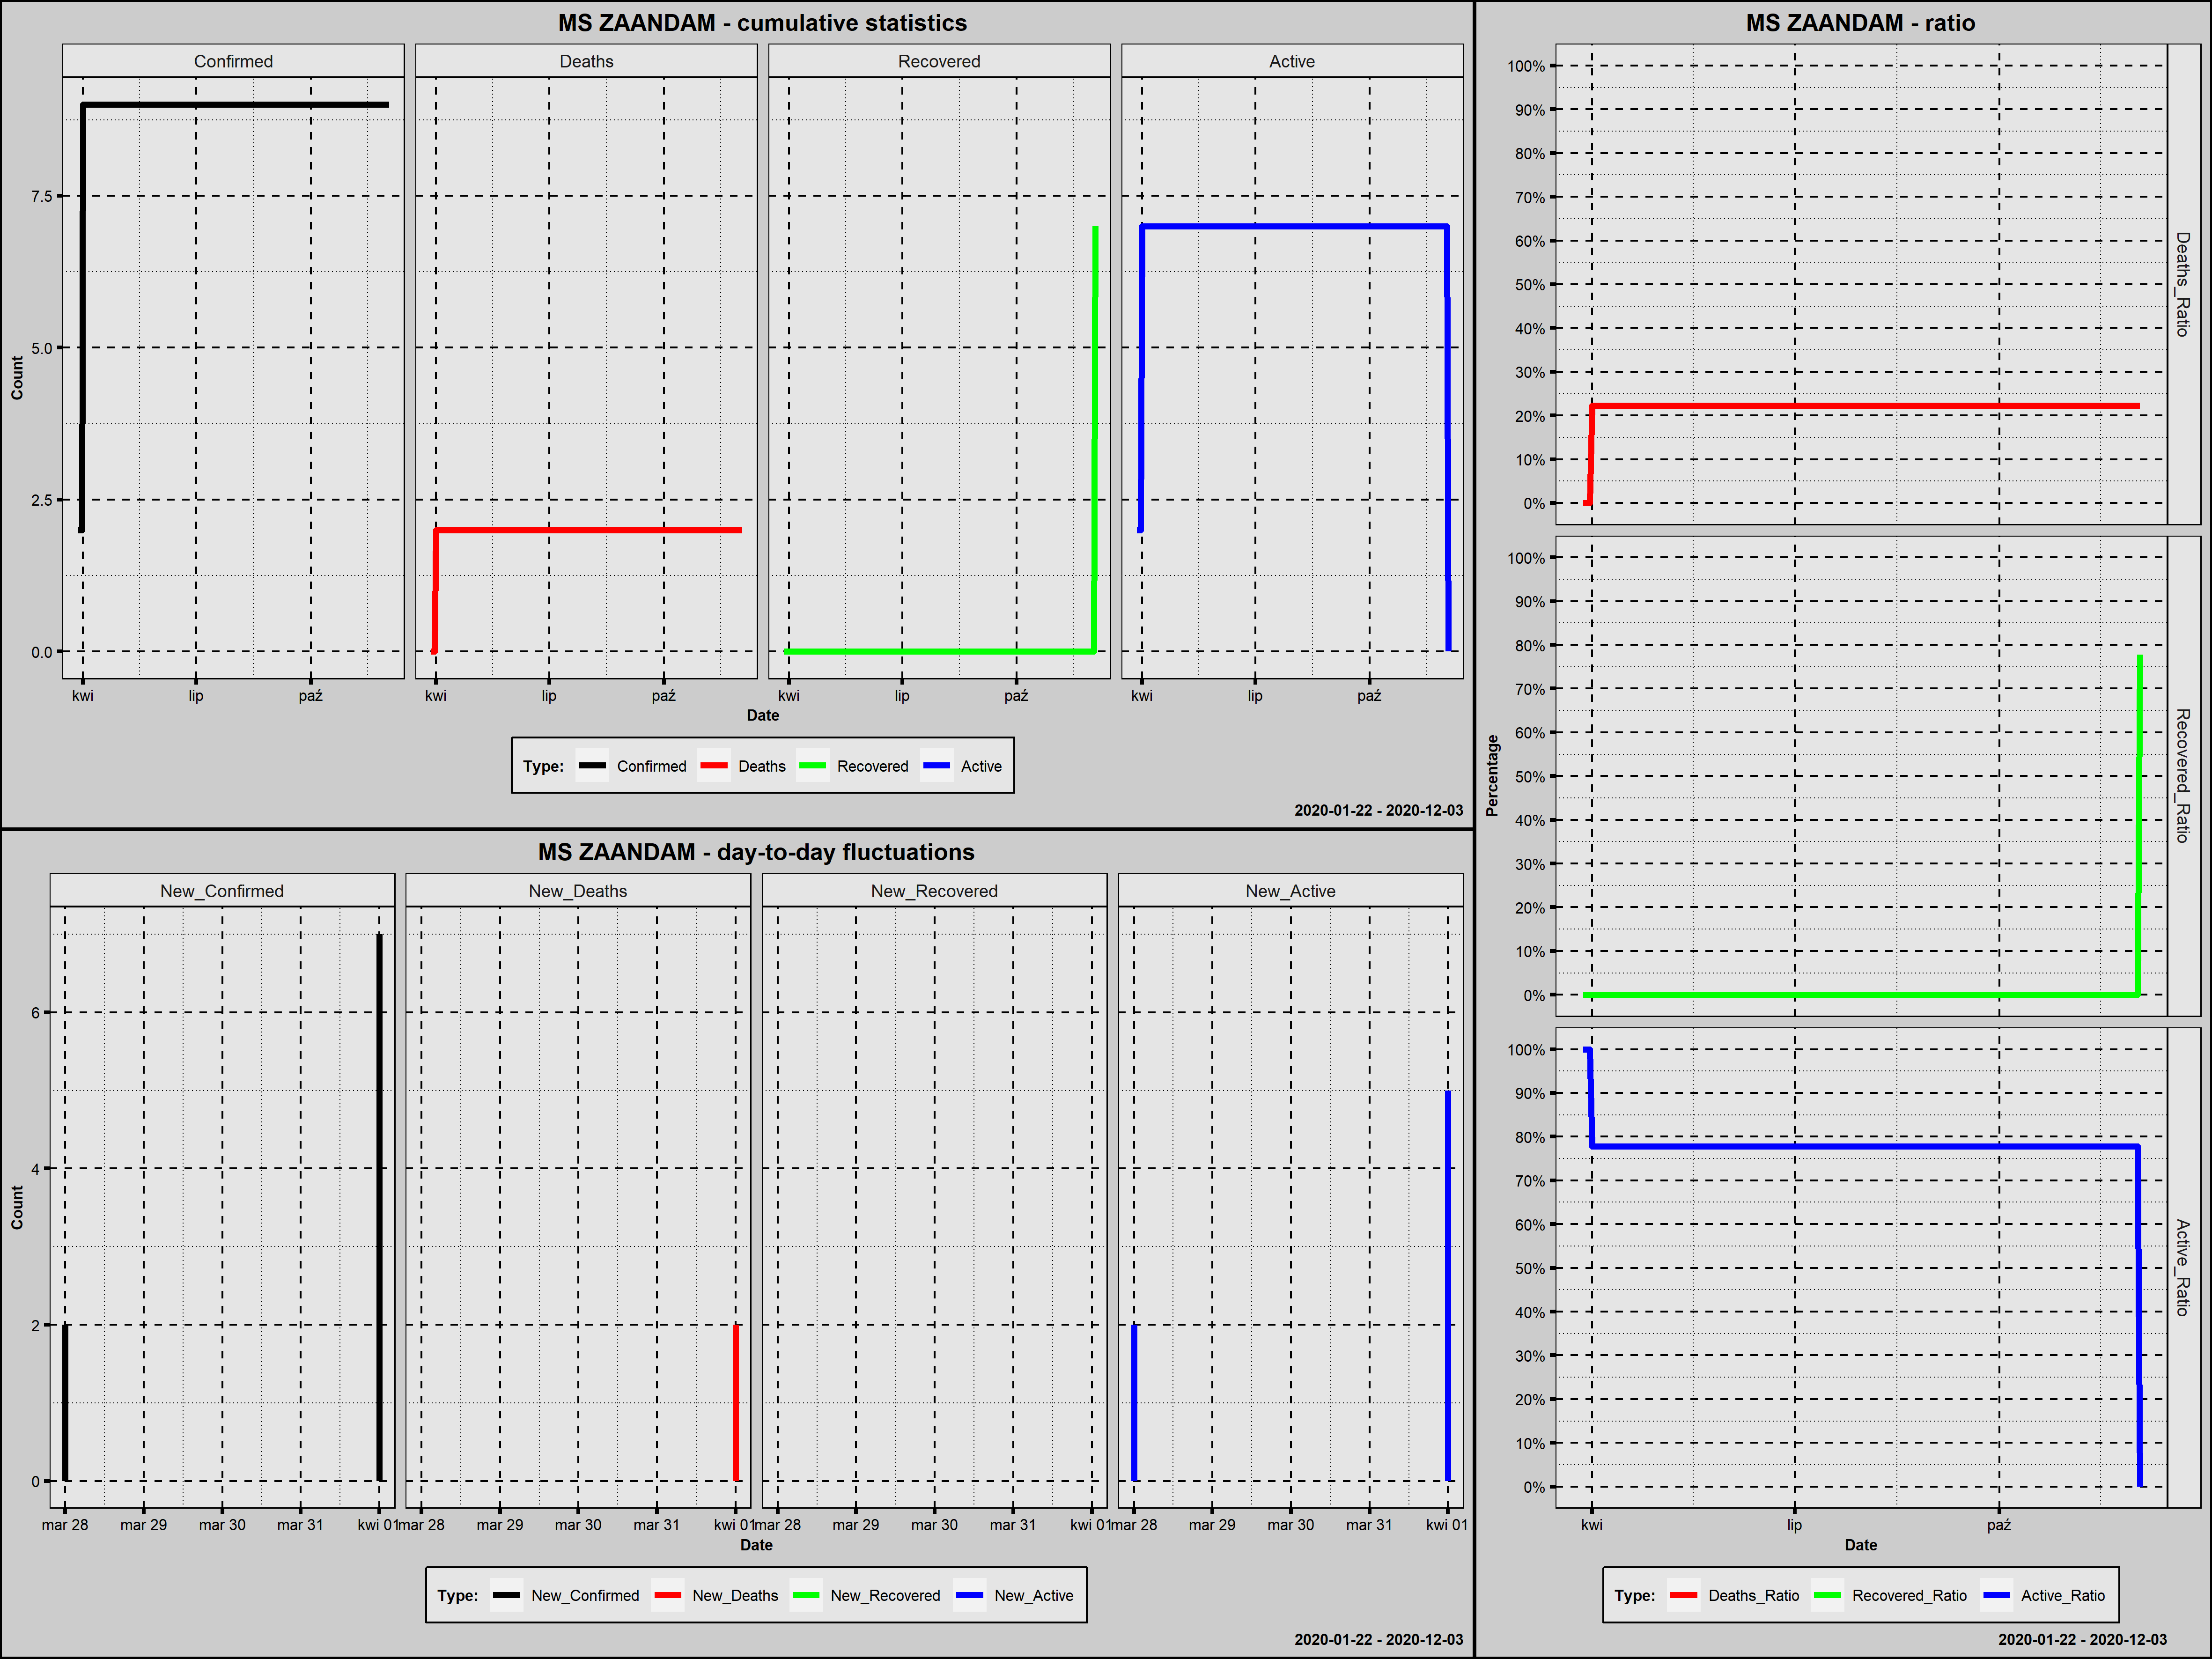 MS ZAANDAM - cumulative statistics
Confirmed Deaths Recovered Active
Count
7.5
5.0
2.5
0.0
kwi lip paź kwi lip paź kwi lip paź kwi lip paź
Date
Type: Confirmed Deaths Recovered Active
2020-01-22 - 2020-12-03
MS ZAANDAM - day-to-day fluctuations
New_Confirmed New_Deaths New_Recovered New_Active
Count
6
4
2
0
mar 28 mar 29 mar 30 mar 31 kwi 01 mar 28 mar 29 mar 30 mar 31 kwi 01 mar 28 mar 29 mar 30 mar 31 kwi 01 mar 28 mar 29 mar 30 mar 31 kwi 01
Date
Type: New_Confirmed New_Deaths New_Recovered New_Active
2020-01-22 - 2020-12-03
MS ZAANDAM - ratio
Percentage
100%
90%
80%
70%
60%
50%
40%
30%
20%
10%
0%
Deaths_Ratio
100%
90%
80%
70%
60%
50%
40%
30%
20%
10%
0%
Recovered_Ratio
100%
90%
80%
70%
60%
50%
40%
30%
20%
10%
0%
Active_Ratio
kwi lip paź
Date
Type: Deaths_Ratio Recovered_Ratio Active_Ratio
2020-01-22 - 2020-12-03